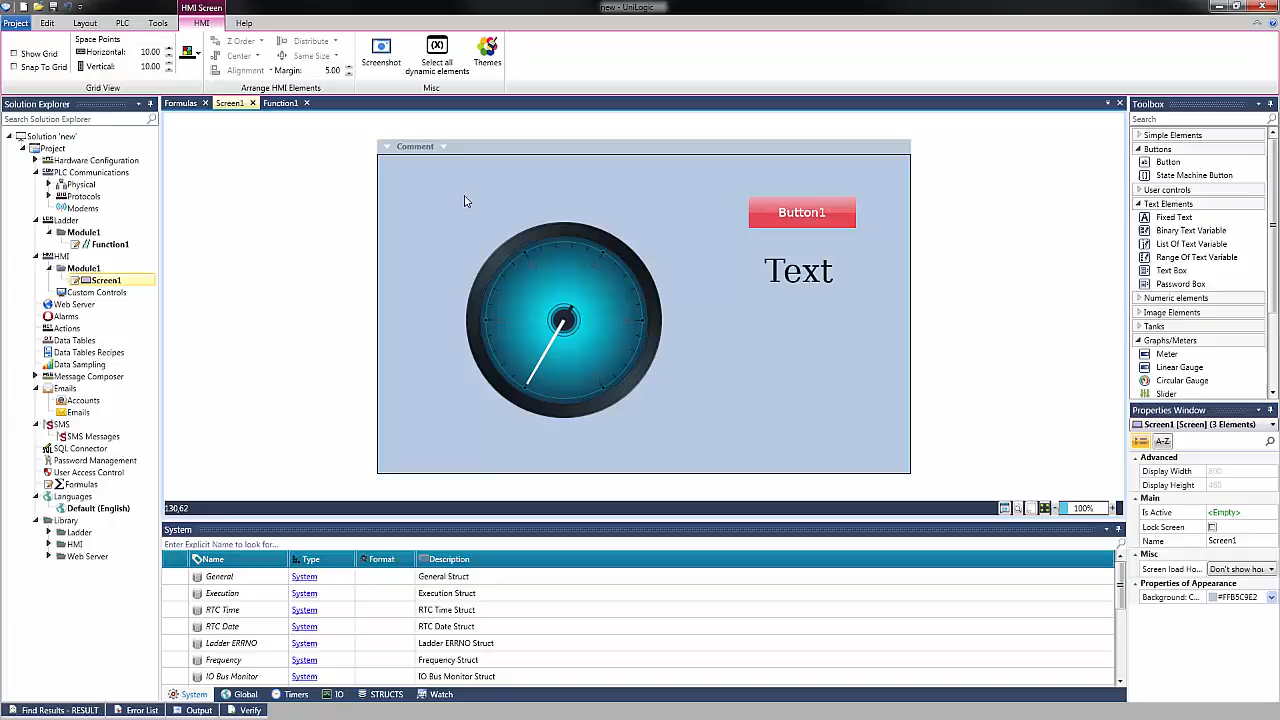 new - UniLogic
HMI Screen
Project Edit Layout PLC Tools HMI Help
Show Grid
Snap To Grid
Space Points
Horizontal: 10.00
Vertical: 10.00
Grid View
Z Order
Center
Alignment
Distribute
Same Size
Margin: 5.00
Arrange HMI Elements
Screenshot
Select all
dynamic elements
Themes
Misc
Solution Explorer
Search Solution Explorer
Solution 'new'
Project
Hardware Configuration
PLC Communications
Physical
Protocols
Modems
Ladder
Module1
Function1
HMI
Module1
Screen1
Custom Controls
Web Server
Alarms
Actions
Data Tables
Data Tables Recipes
Data Sampling
Message Composer
Emails
Accounts
Emails
SMS
SMS Messages
SQL Connector
Password Management
User Access Control
Formulas
Languages
Default (English)
Library
Ladder
HMI
Web Server
Formulas Screen1 Function1
Comment
Button1
Text
130,62
100%
System
Enter Explicit Name to look for...
Name Type Format Description
General System General Struct
Execution System Execution Struct
RTC Time System RTC Time Struct
RTC Date System RTC Date Struct
Ladder ERRNO System Ladder ERRNO Struct
Frequency System Frequency Struct
IO Bus Monitor System IO Bus Monitor Struct
System Global Timers IO STRUCTS Watch
Toolbox
Search
Simple Elements
Buttons
Button
State Machine Button
User controls
Text Elements
Fixed Text
Binary Text Variable
List Of Text Variable
Range Of Text Variable
Text Box
Password Box
Numeric elements
Image Elements
Tanks
Graphs/Meters
Meter
Linear Gauge
Circular Gauge
Slider
Properties Window
Screen1 [Screen] (3 Elements)
A-Z
Advanced
Display Width 800
Display Height 480
Main
Is Active <Empty>
Lock Screen
Name Screen1
Misc
Screen load Ho... Don't show hou
Properties of Appearance
Background: C... #FFB5C9E2
Find Results - RESULT Error List Output Verify